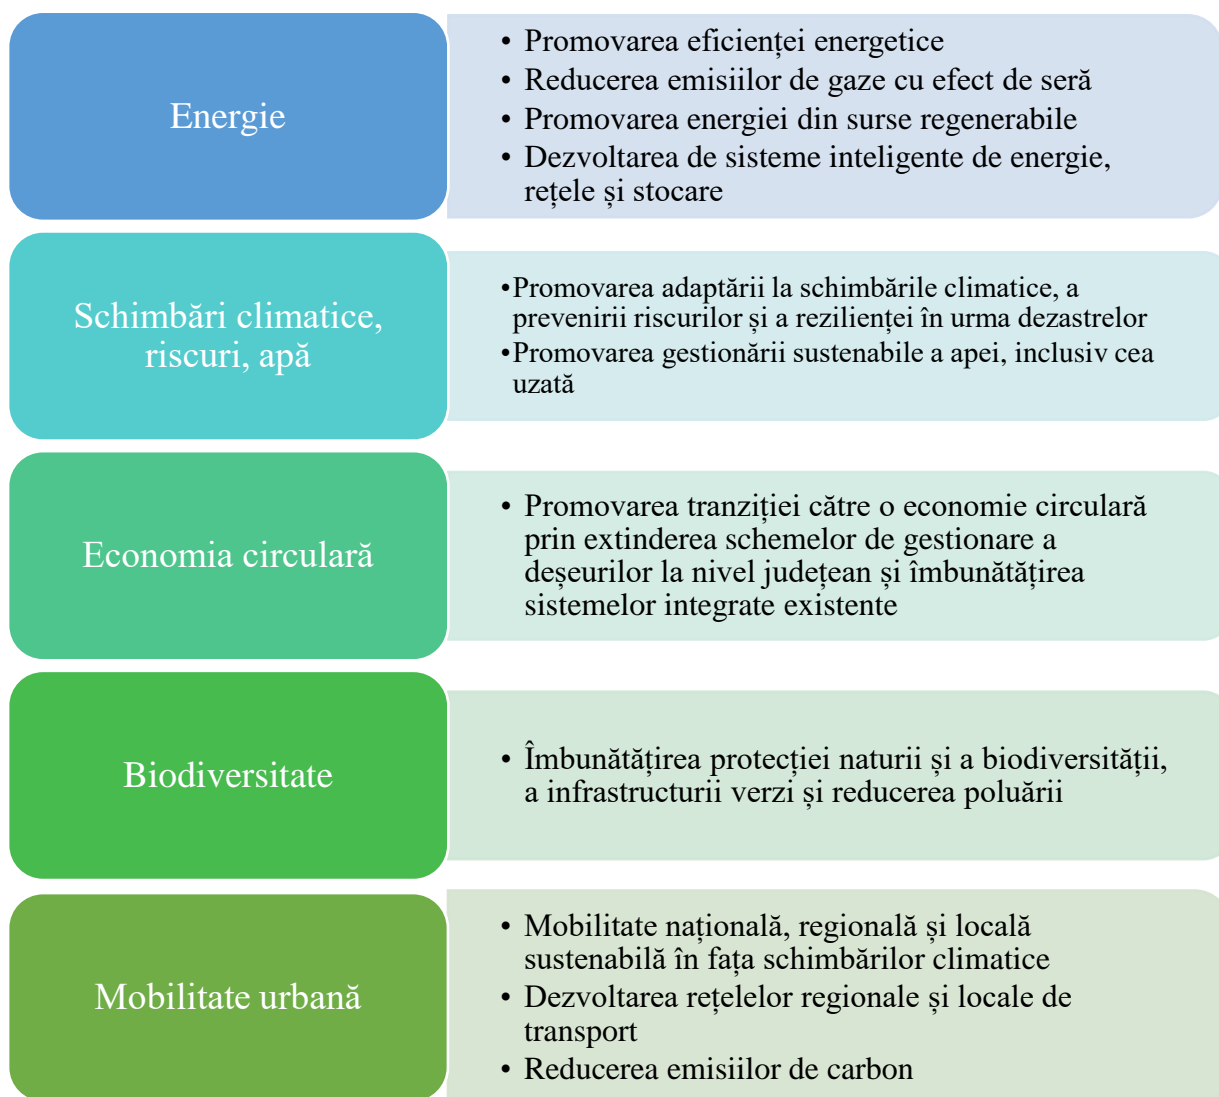 Energie
• Promovarea eficienței energetice
• Reducerea emisiilor de gaze cu efect de seră
• Promovarea energiei din surse regenerabile
• Dezvoltarea de sisteme inteligente de energie,
rețele și stocare
Schimbări climatice,
riscuri, apă
•Promovarea adaptării la schimbările climatice, a
prevenirii riscurilor și a rezilienței în urma dezastrelor
•Promovarea gestionării sustenabile a apei, inclusiv cea
uzată
Economia circulară
• Promovarea tranziției către o economie circulară
prin extinderea schemelor de gestionare a
deșeurilor la nivel județean și îmbunătățirea
sistemelor integrate existente
Biodiversitate
• Îmbunătățirea protecției naturii și a biodiversității,
a infrastructurii verzi și reducerea poluării
Mobilitate urbană
• Mobilitate națională, regională și locală
sustenabilă în fața schimbărilor climatice
• Dezvoltarea rețelelor regionale și locale de
transport
• Reducerea emisiilor de carbon